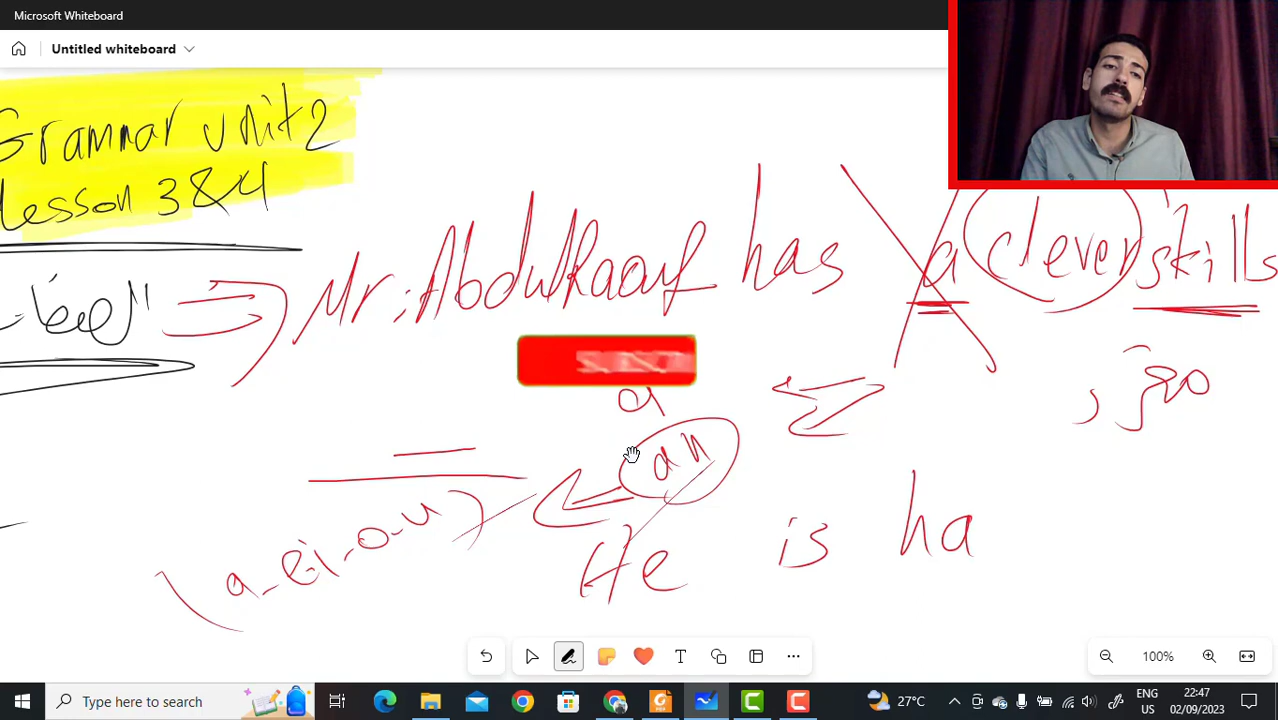 Microsoft Whiteboard
Untitled whiteboard
Grammar Unit 2
Lesson 3 & 4
Mr. Abdulkaaf has a clever skills
a
an
(a-e-i-o-u)
He is ha
100%
Type here to search
27°C
ENG
US
22:47
02/09/2023